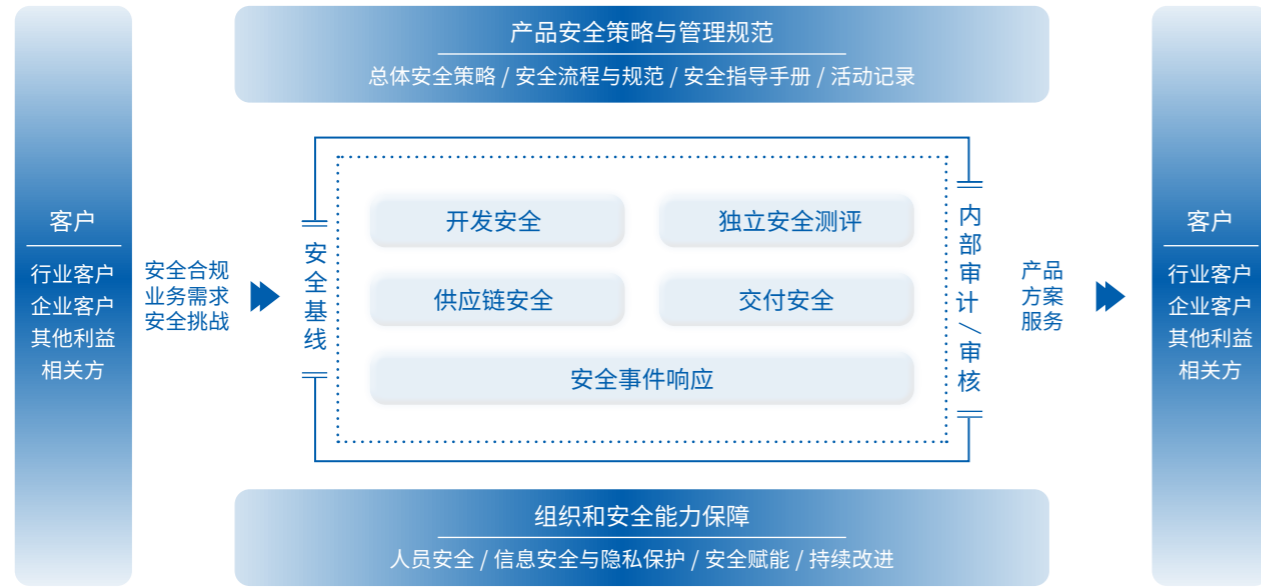 产品安全策略与管理规范
总体安全策略 / 安全流程与规范 / 安全指导手册 / 活动记录
客户
行业客户
企业客户
其他利益
相关方
安全合规
业务需求
安全挑战
安全基线
开发安全
独立安全测评
供应链安全
交付安全
安全事件响应
内部审计/审核
产品
方案
服务
客户
行业客户
企业客户
其他利益
相关方
组织和安全能力保障
人员安全 / 信息安全与隐私保护 / 安全赋能 / 持续改进